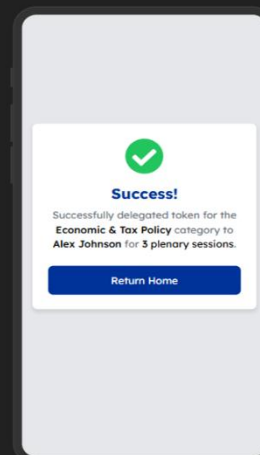 Success!
Successfully delegated token for the
Economic & Tax Policy category to
Alex Johnson for 3 plenary sessions.
Return Home